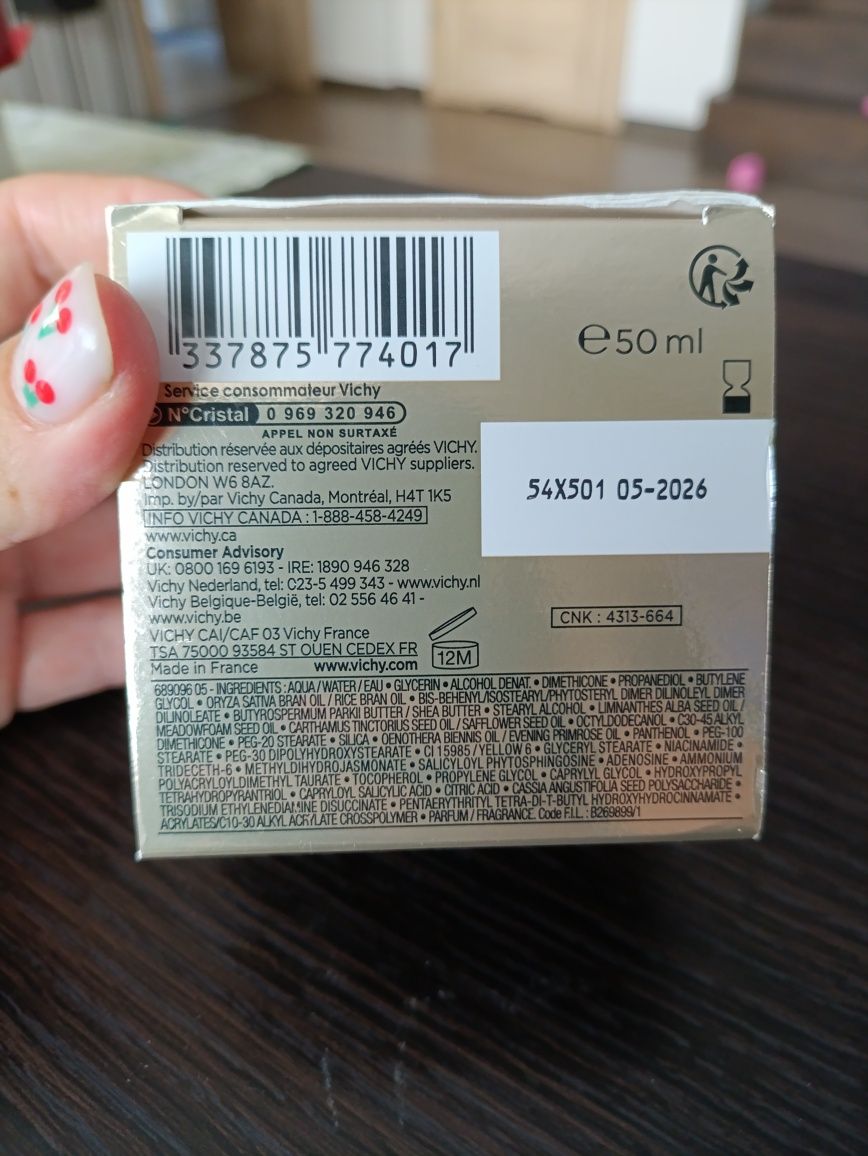 337875 774017
e 50 ml
Service consommateur Vichy
N°Cristal 0 969 320 946
APPEL NON SURTAXÉ
Distribution réservée aux dépositaires agréés VICHY.
Distribution reserved to agreed VICHY suppliers.
LONDON W6 8AZ.
Imp. by/par Vichy Canada, Montréal, H4T 1K5
INFO VICHY CANADA : 1-888-458-4249
www.vichy.ca
54X501 05-2026
Consumer Advisory
UK: 0800 169 6193 - IRE: 1890 946 328
Vichy Nederland, tel: 023-5 499 343 - www.vichy.nl
Vichy Belgique-België, tel: 02 556 46 41 -
www.vichy.be
VICHY CAI/CAF 03 Vichy France
TSA 75000 93584 ST OUEN CEDEX FR
Made in France www.vichy.com
12M
CNK : 4313-664
689096 05 - INGREDIENTS : AQUA / WATER / EAU • GLYCERIN • ALCOHOL DENAT. • DIMETHICONE • PROPANEDIOL • BUTYLENE
GLYCOL • ORYZA SATIVA BRAN OIL / RICE BRAN OIL • BIS-BEHENYL/ISOSTEARYL/PHYTOSTERYL DIMER DILINOLEYL DIMER
DILINOLEATE • BUTYROSPERMUM PARKII BUTTER / SHEA BUTTER • STEARYL ALCOHOL • LIMNANTHES ALBA SEED OIL /
MEADOWFOAM SEED OIL • CARTHAMUS TINCTORIUS SEED OIL / SAFFLOWER SEED OIL • OCTYLDODECANOL • C30-45 ALKYL
DIMETHICONE • PEG-20 STEARATE • SILICA • OENOTHERA BIENNIS OIL / EVENING PRIMROSE OIL • PANTHENOL • PEG-100
STEARATE • PEG-30 DIPOLYHYDROXYSTEARATE • CI 15985 / YELLOW 6 • GLYCERYL STEARATE • NIACINAMIDE •
TRIDECETH-6 • METHYLDIHYDROJASMONATE • SALICYLOYL PHYTOSPHINGOSINE • ADENOSINE • AMMONIUM
POLYACRYLOYLDIMETHYL TAURATE • TOCOPHEROL • PROPYLENE GLYCOL • CAPRYLYL GLYCOL • HYDROXYPROPYL
TETRAHYDROPYRANTRIOL • CAPRYLOYL SALICYLIC ACID • CITRIC ACID • CASSIA ANGUSTIFOLIA SEED POLYSACCHARIDE •
TRISODIUM ETHYLENEDIAMINE DISUCCINATE • PENTAERYTHRITYL TETRA-DI-T-BUTYL HYDROXYHYDROCINNAMATE •
ACRYLATES/C10-30 ALKYL ACRYLATE CROSSPOLYMER • PARFUM / FRAGRANCE. Code F.I.L. : B269899/1